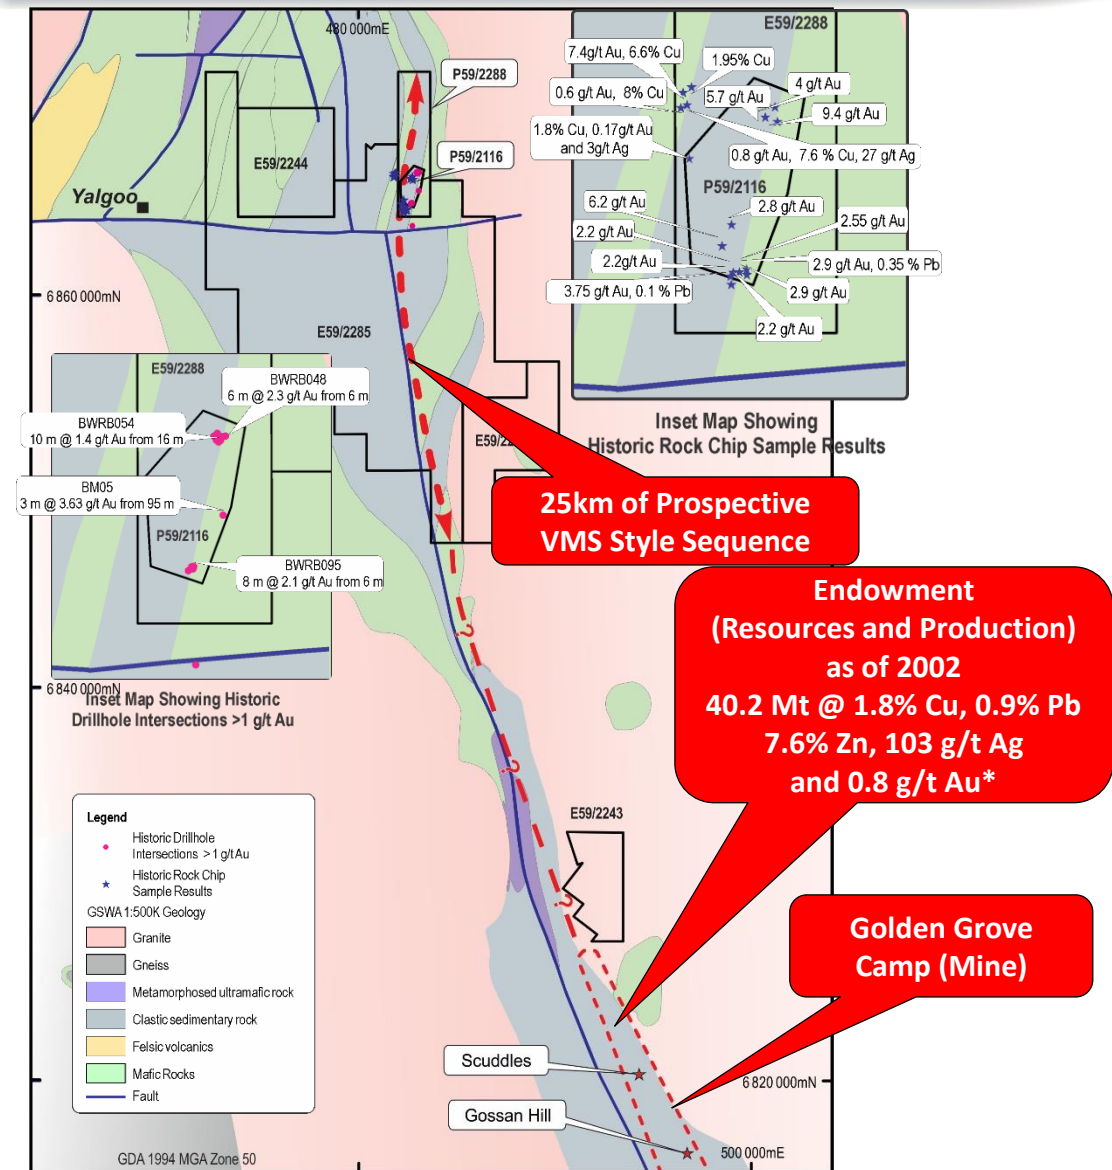 480 000mE
P59/2288
P59/2116
E59/2244
Yalgoo
6 860 000mN
E59/2285
E59/2288
7.4g/t Au, 6.6% Cu
1.95% Cu
0.6 g/t Au, 8% Cu
5.7 g/t Au
4 g/t Au
9.4 g/t Au
1.8% Cu, 0.17g/t Au
and 3g/t Ag
0.8 g/t Au, 7.6 % Cu, 27 g/t Ag
P59/2116
6.2 g/t Au
2.8 g/t Au
2.2 g/t Au
2.55 g/t Au
2.2g/t Au
2.9 g/t Au, 0.35 % Pb
3.75 g/t Au, 0.1 % Pb
2.9 g/t Au
2.2 g/t Au
Inset Map Showing
Historic Rock Chip Sample Results
E59/2288
BWRB048
6 m @ 2.3 g/t Au from 6 m
BWRB054
10 m @ 1.4 g/t Au from 16 m
BM05
3 m @ 3.63 g/t Au from 95 m
P59/2116
BWRB095
8 m @ 2.1 g/t Au from 6 m
6 840 000mN
Inset Map Showing Historic
Drillhole Intersections >1 g/t Au
25km of Prospective
VMS Style Sequence
?
Endowment
(Resources and Production)
as of 2002
40.2 Mt @ 1.8% Cu, 0.9% Pb
7.6% Zn, 103 g/t Ag
and 0.8 g/t Au*
?
E59/2243
?
Golden Grove
Camp (Mine)
Legend
Historic Drillhole
Intersections > 1 g/t Au
Historic Rock Chip
Sample Results
GSWA 1:500K Geology
Granite
Gneiss
Metamorphosed ultramafic rock
Clastic sedimentary rock
Felsic volcanics
Mafic Rocks
Fault
Scuddles
Gossan Hill
6 820 000mN
500 000mE
GDA 1994 MGA Zone 50